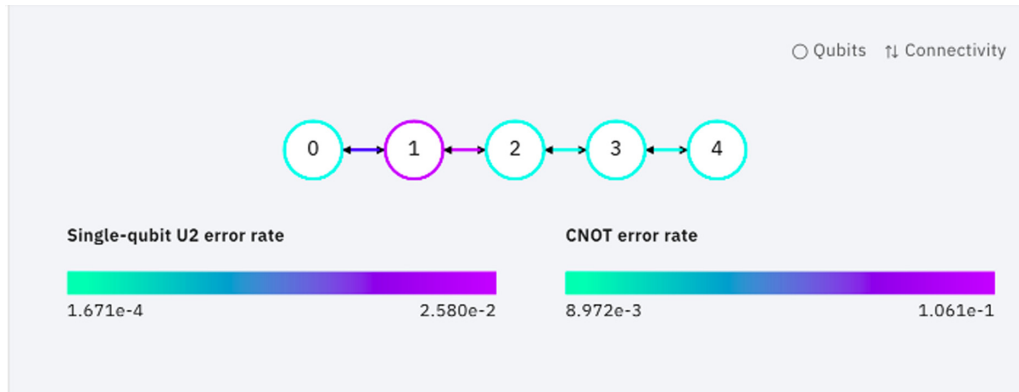 Qubits Connectivity
0 1 2 3 4
Single-qubit U2 error rate CNOT error rate
1.671e-4 2.580e-2 8.972e-3 1.061e-1